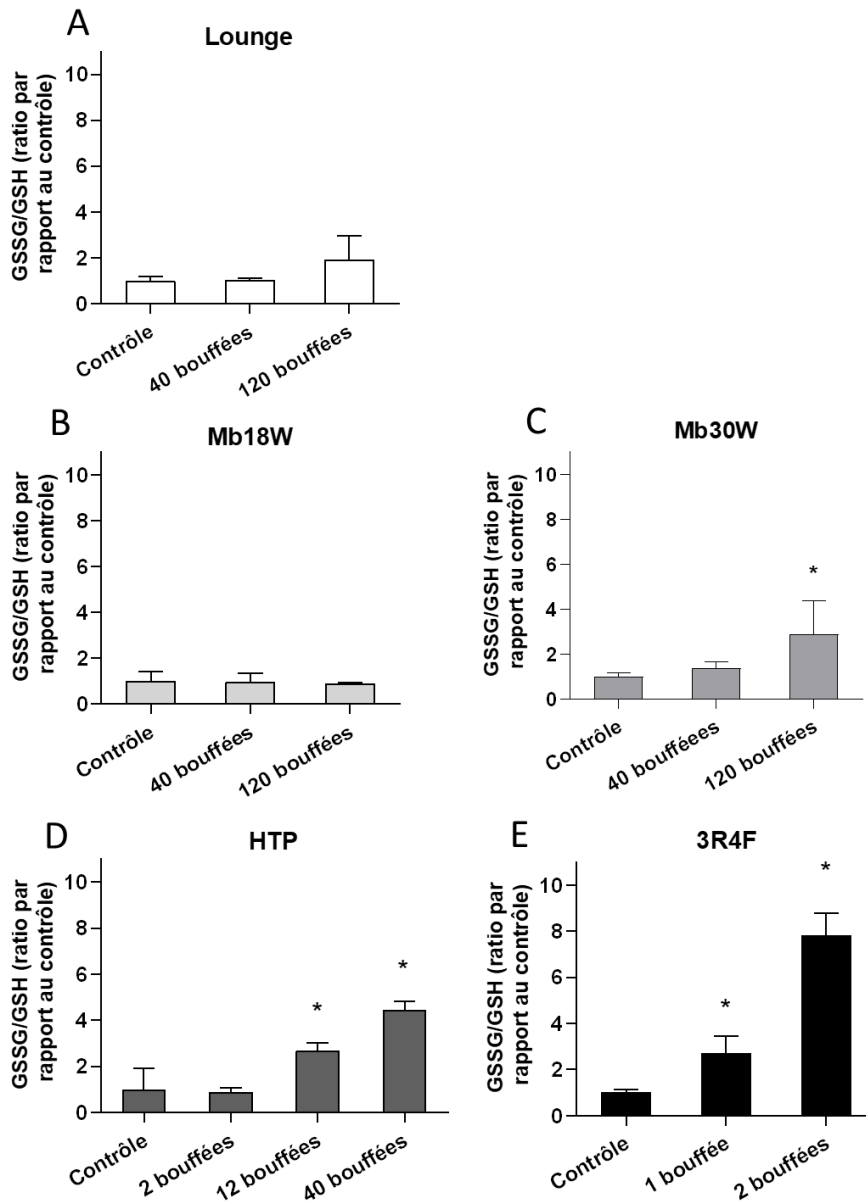 A
Lounge
GSSG/GSH (ratio par
rapport au contrôle)
10
8
6
4
2
0
Contrôle
40 bouffées
120 bouffées
B
Mb18W
GSSG/GSH (ratio par
rapport au contrôle)
10
8
6
4
2
0
Contrôle
40 bouffées
120 bouffées
C
Mb30W
GSSG/GSH (ratio par
rapport au contrôle)
10
8
6
4
2
0
*
Contrôle
40 bouffées
120 bouffées
D
HTP
GSSG/GSH (ratio par
rapport au contrôle)
10
8
6
4
2
0
*
*
Contrôle
2 bouffées
12 bouffées
40 bouffées
E
3R4F
GSSG/GSH (ratio par
rapport au contrôle)
10
8
6
4
2
0
*
*
Contrôle
1 bouffée
2 bouffées